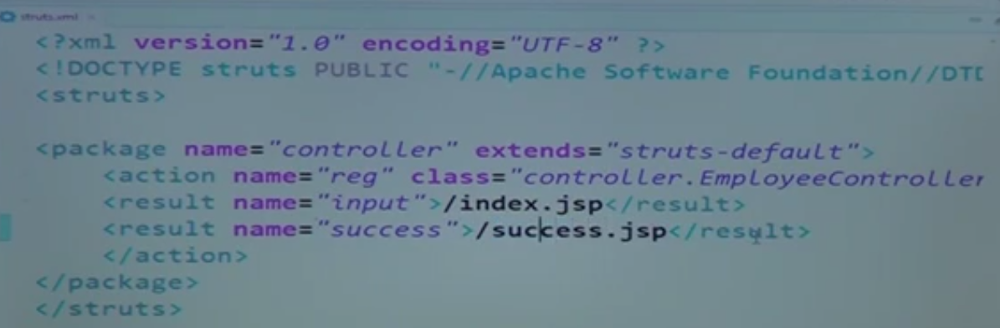 struts.xml
<?xml version="1.0" encoding="UTF-8" ?>
<!DOCTYPE struts PUBLIC "-//Apache Software Foundation//DTD
<struts>
<package name="controller" extends="struts-default">
<action name="reg" class="controller.EmployeeController
<result name="input">/index.jsp</result>
<result name="success">/success.jsp</result>
</action>
</package>
</struts>